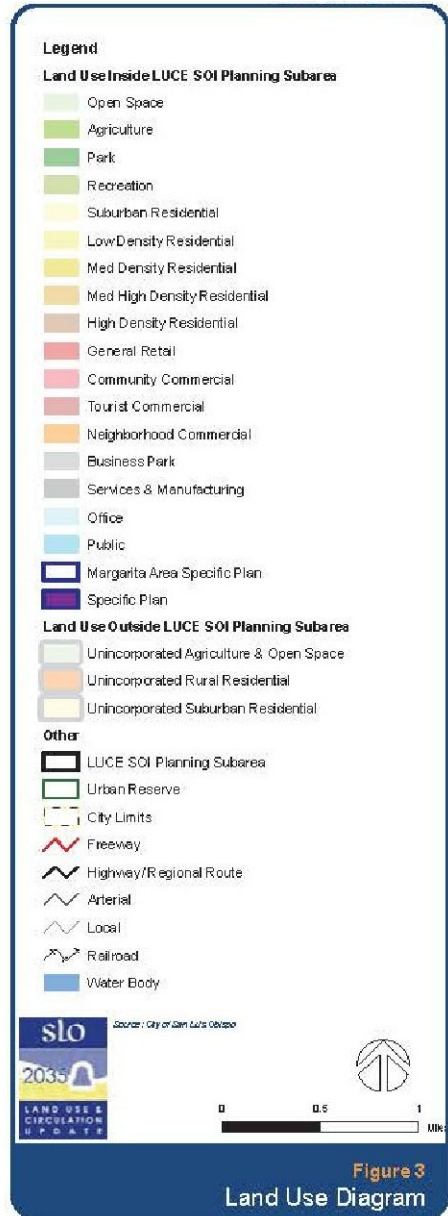 Legend
Land Use Inside LUCE SOI Planning Subarea
Open Space
Agriculture
Park
Recreation
Suburban Residential
Low Density Residential
Med Density Residential
Med High Density Residential
High Density Residential
General Retail
Community Commercial
Tourist Commercial
Neighborhood Commercial
Business Park
Services & Manufacturing
Office
Public
Margarita Area Specific Plan
Specific Plan
Land Use Outside LUCE SOI Planning Subarea
Unincorporated Agriculture & Open Space
Unincorporated Rural Residential
Unincorporated Suburban Residential
Other
LUCE SOI Planning Subarea
Urban Reserve
City Limits
Freeway
Highway/Regional Route
Arterial
Local
Railroad
Water Body
slo
2035
LAND USE &
CIRCULATION
UPDATE
Source: City of San Luis Obispo
0 0.5 1
Miles
Figure 3
Land Use Diagram